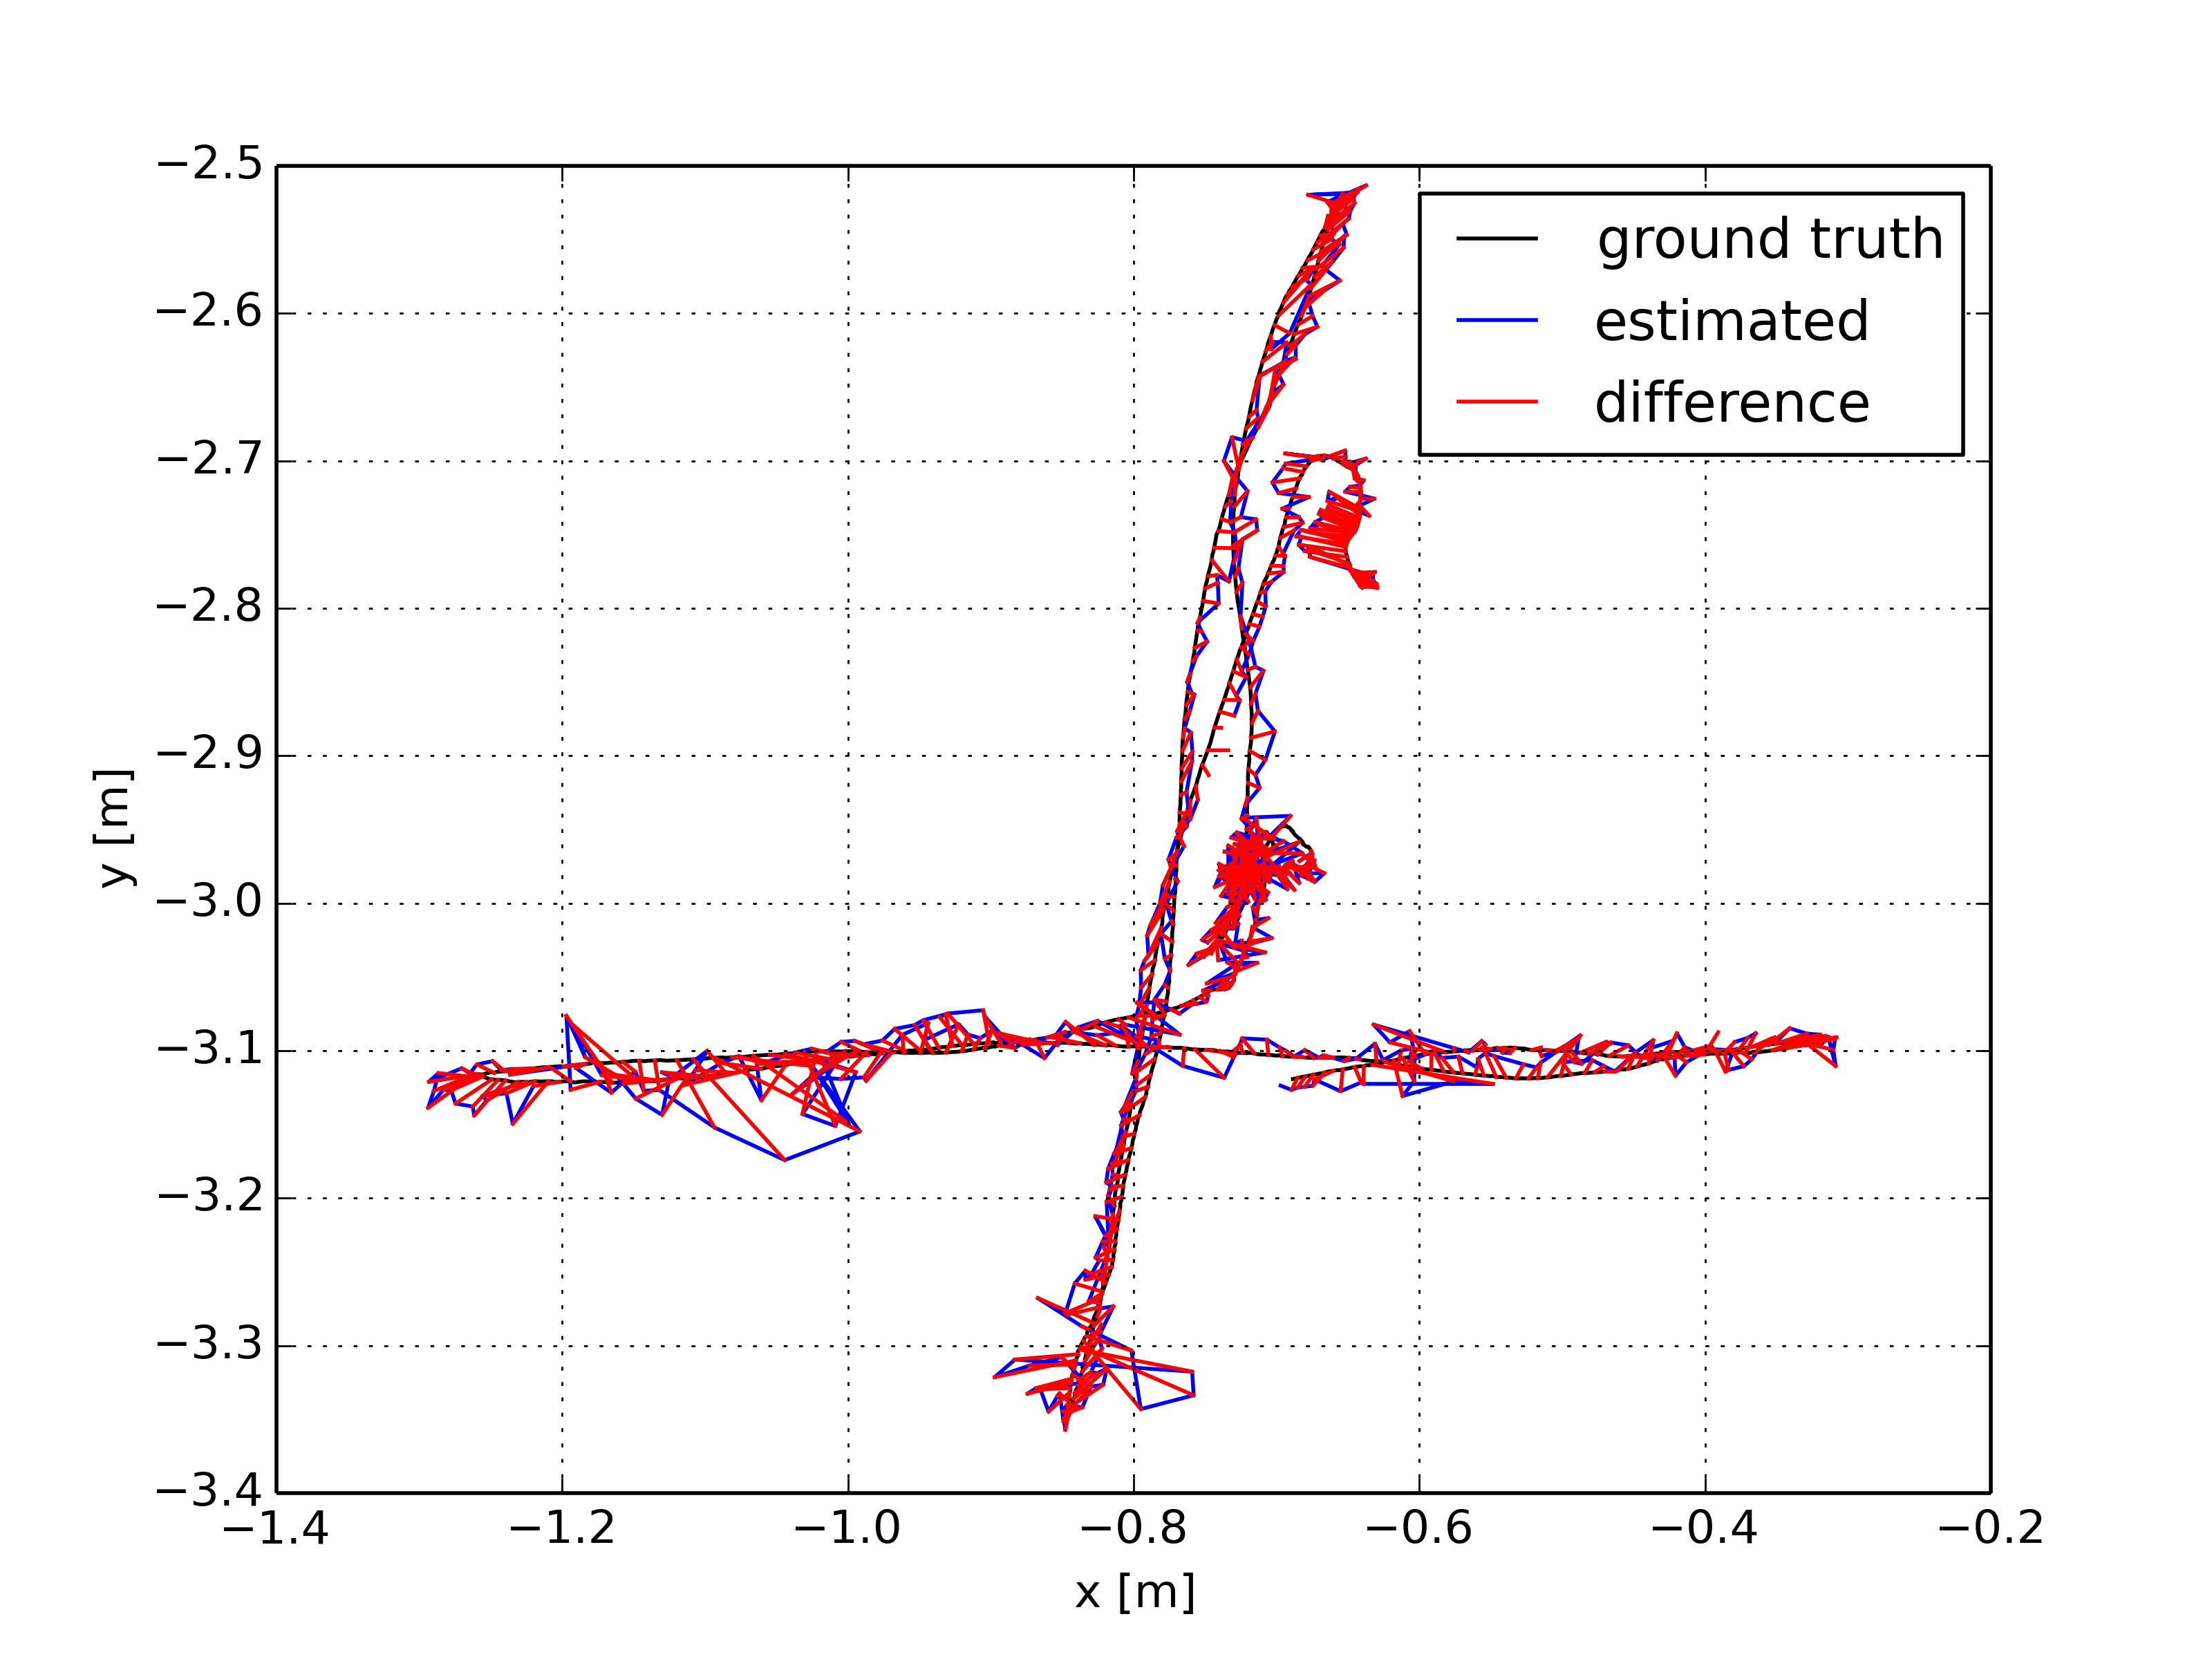 −2.5
−2.6
−2.7
−2.8
−2.9
−3.0
−3.1
−3.2
−3.3
−3.4
y [m]
ground truth
estimated
difference
−1.4 −1.2 −1.0 −0.8 −0.6 −0.4 −0.2
x [m]